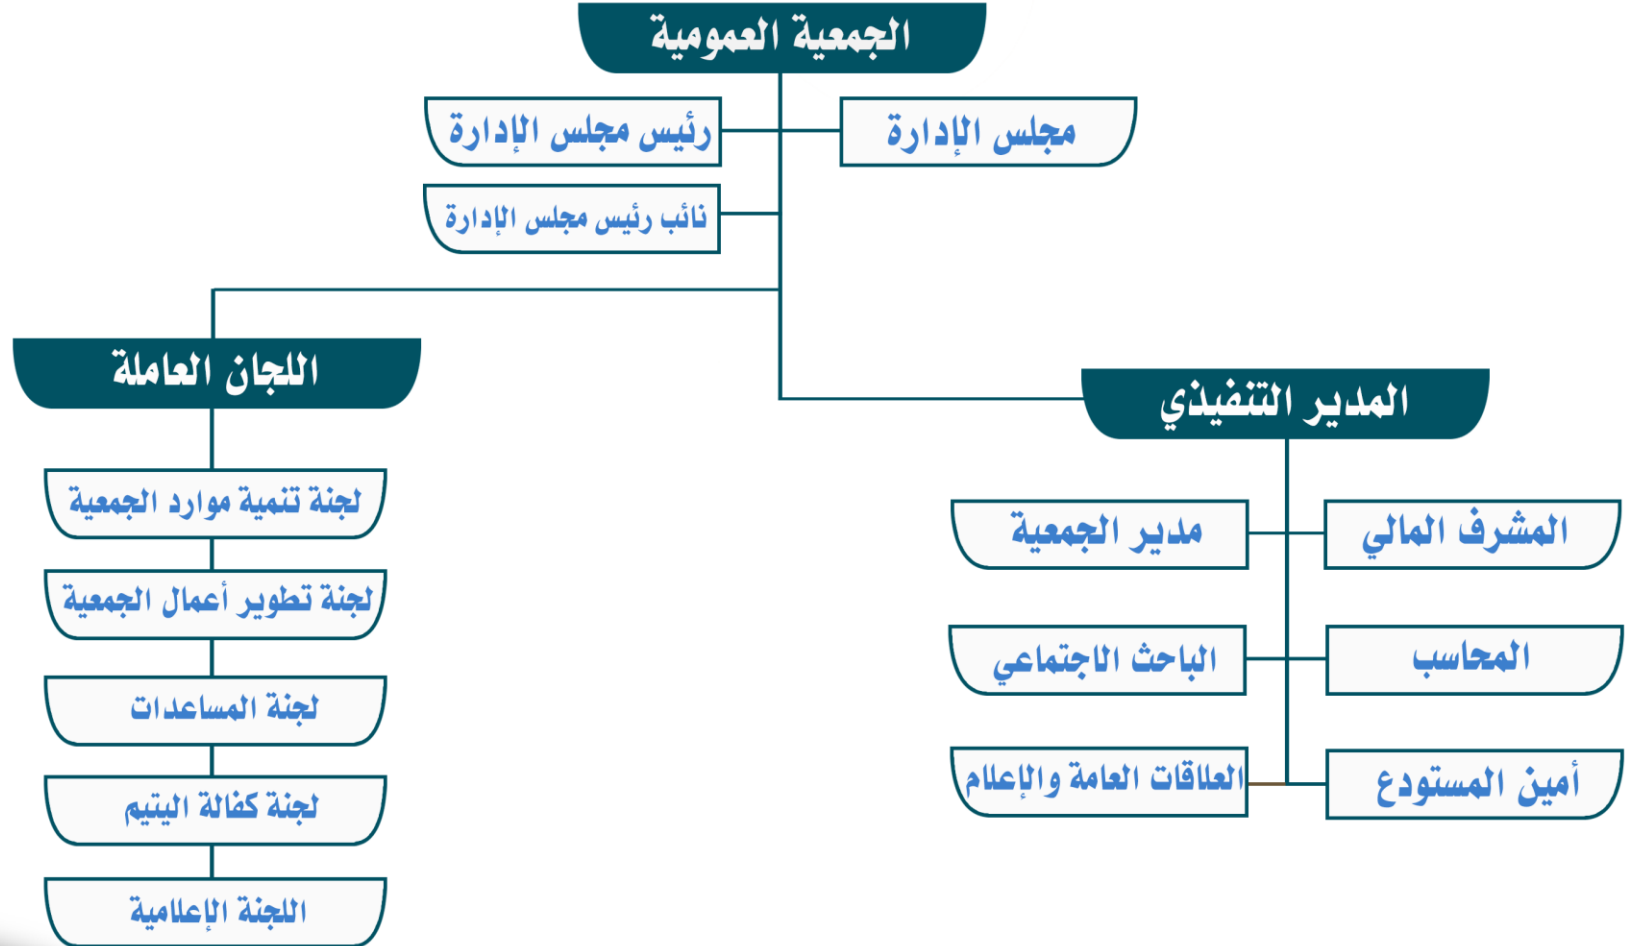 الجمعية العمومية
مجلس الإدارة
رئيس مجلس الإدارة
نائب رئيس مجلس الإدارة
المدير التنفيذي
المشرف المالي
مدير الجمعية
المحاسب
الباحث الاجتماعي
أمين المستودع
العلاقات العامة والإعلام
اللجان العاملة
لجنة تنمية موارد الجمعية
لجنة تطوير أعمال الجمعية
لجنة المساعدات
لجنة كفالة اليتيم
اللجنة الإعلامية